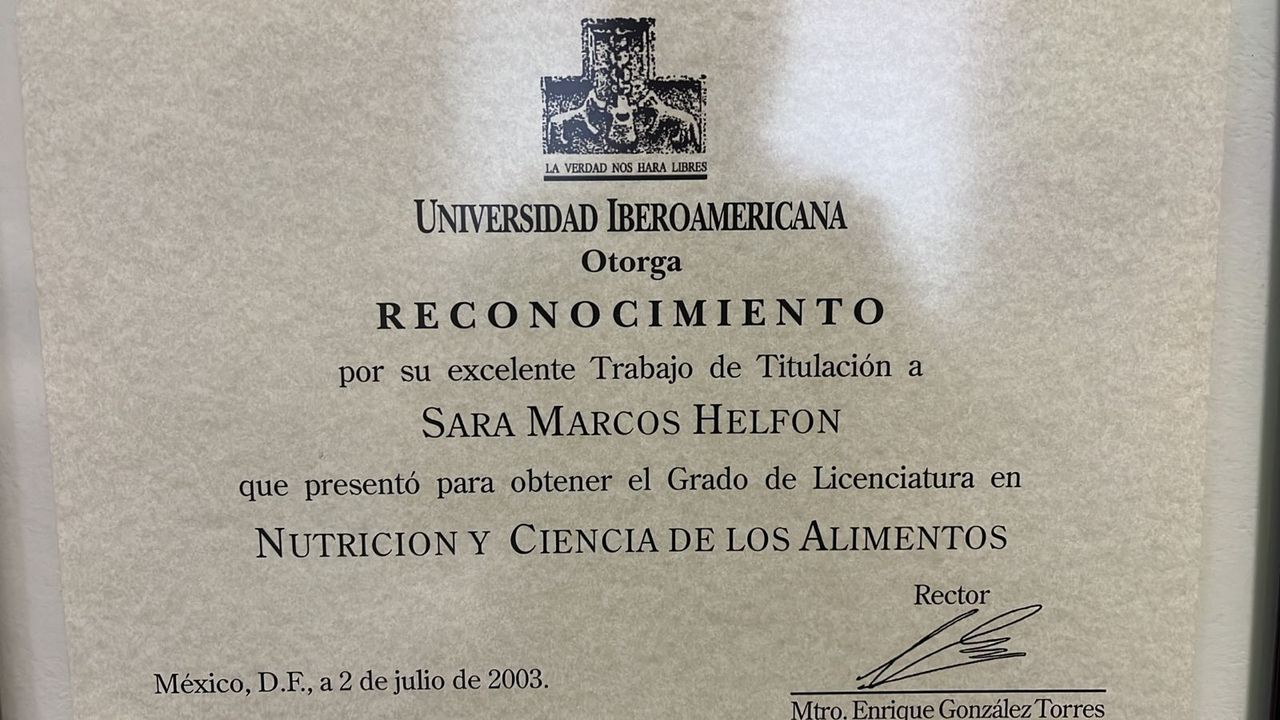 LA VERDAD NOS HARA LIBRES
UNIVERSIDAD IBEROAMERICANA
Otorga
RECONOCIMIENTO
por su excelente Trabajo de Titulación a
SARA MARCOS HELFON
que presentó para obtener el Grado de Licenciatura en
NUTRICION Y CIENCIA DE LOS ALIMENTOS
Rector
México, D.F., a 2 de julio de 2003.
Mtro. Enrique González Torres